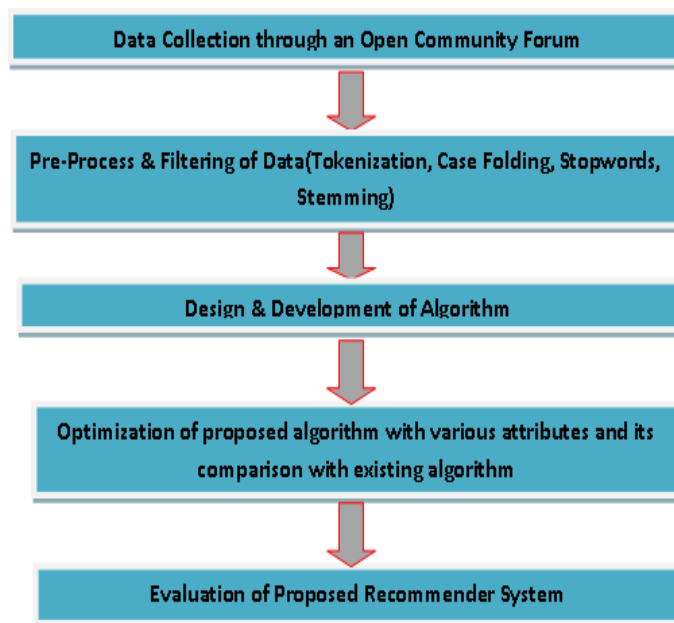 Data Collection through an Open Community Forum
Pre-Process & Filtering of Data(Tokenization, Case Folding, Stopwords,
Stemming)
Design & Development of Algorithm
Optimization of proposed algorithm with various attributes and its
comparison with existing algorithm
Evaluation of Proposed Recommender System